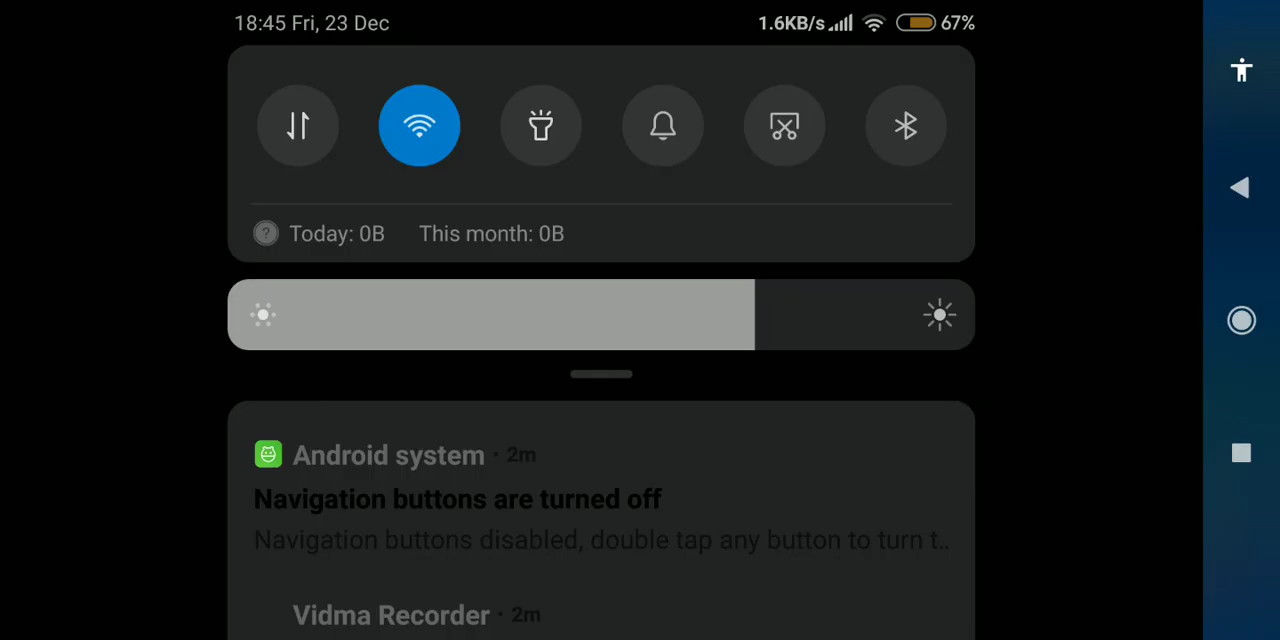 18:45 Fri, 23 Dec 1.6KB/s 67%
Today: 0B This month: 0B
Android system · 2m
Navigation buttons are turned off
Navigation buttons disabled, double tap any button to turn t..
Vidma Recorder · 2m